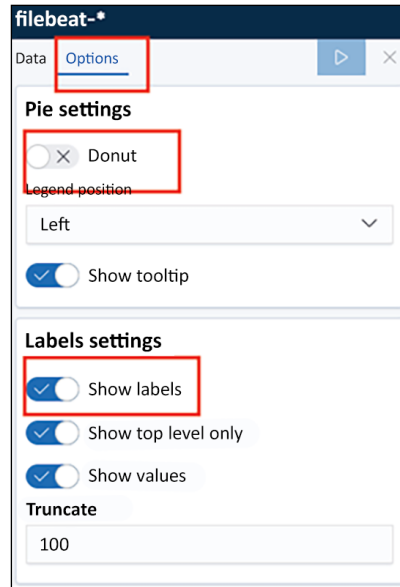 filebeat-*
Data Options
Pie settings
Donut
Legend position
Left
Show tooltip
Labels settings
Show labels
Show top level only
Show values
Truncate
100